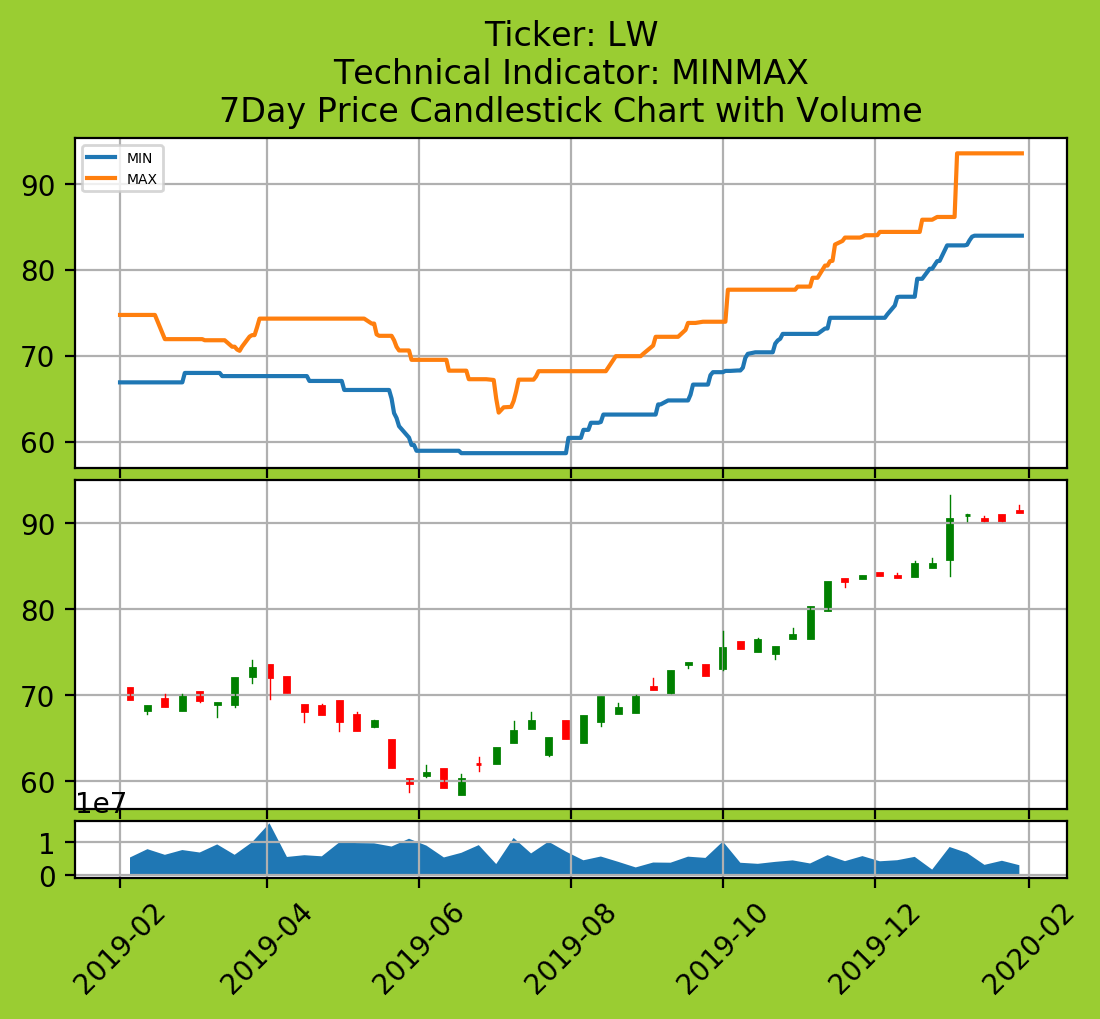 Ticker: LW
Technical Indicator: MINMAX
7Day Price Candlestick Chart with Volume
MIN
MAX
90
80
70
60
90
80
70
60
1e7
1
0
2019-02
2019-04
2019-06
2019-08
2019-10
2019-12
2020-02